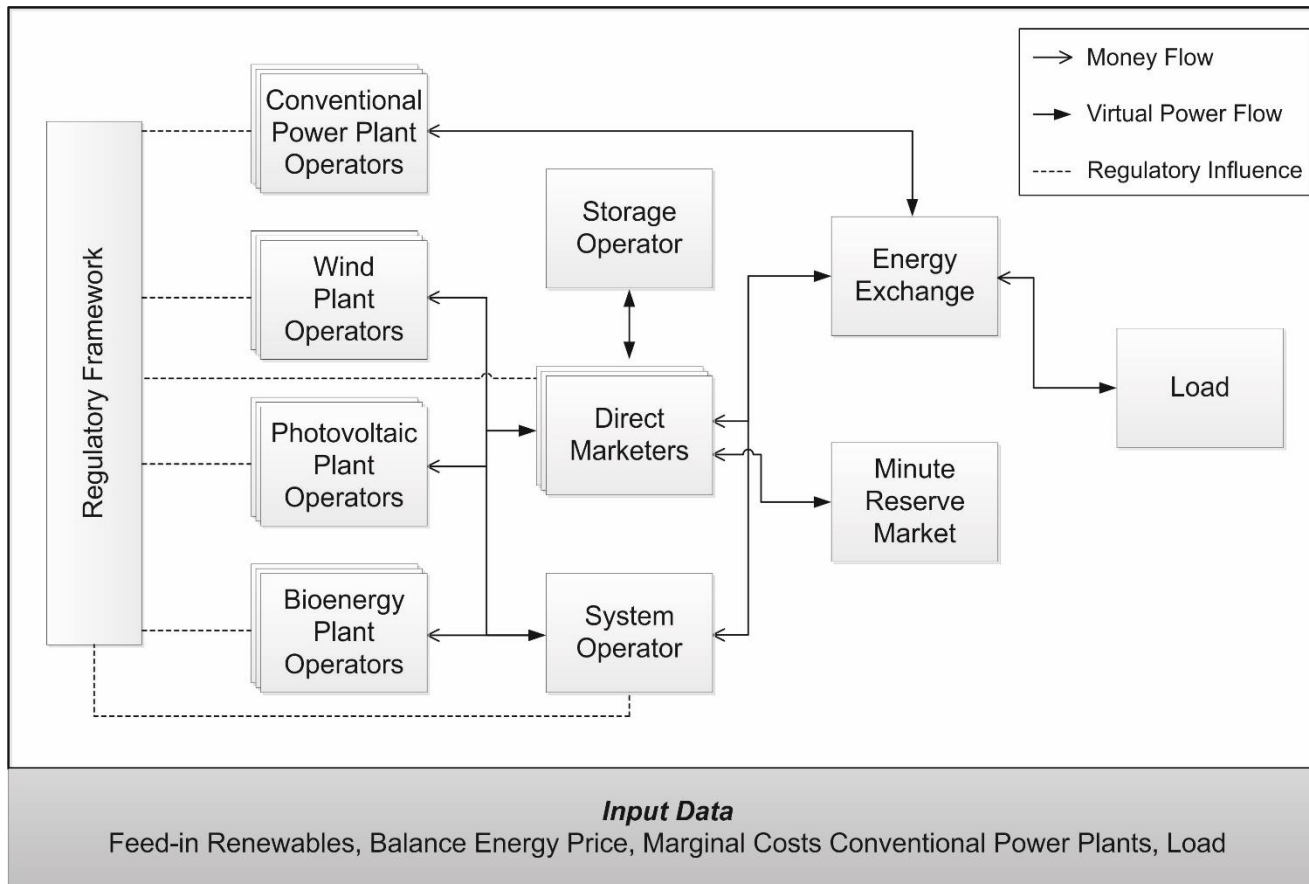 Regulatory Framework
Conventional
Power Plant
Operators
Wind
Plant
Operators
Photovoltaic
Plant
Operators
Bioenergy
Plant
Operators
Storage
Operator
Direct
Marketers
System
Operator
Energy
Exchange
Minute
Reserve
Market
Load
Money Flow
Virtual Power Flow
Regulatory Influence
Input Data
Feed-in Renewables, Balance Energy Price, Marginal Costs Conventional Power Plants, Load